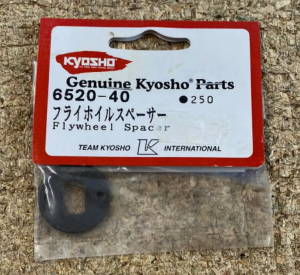 KYOSHO
Genuine Kyosho® Parts
6520-40 ●250
フライホイルスペーサー
Flywheel Spacer
TEAM KYOSHO K INTERNATIONAL